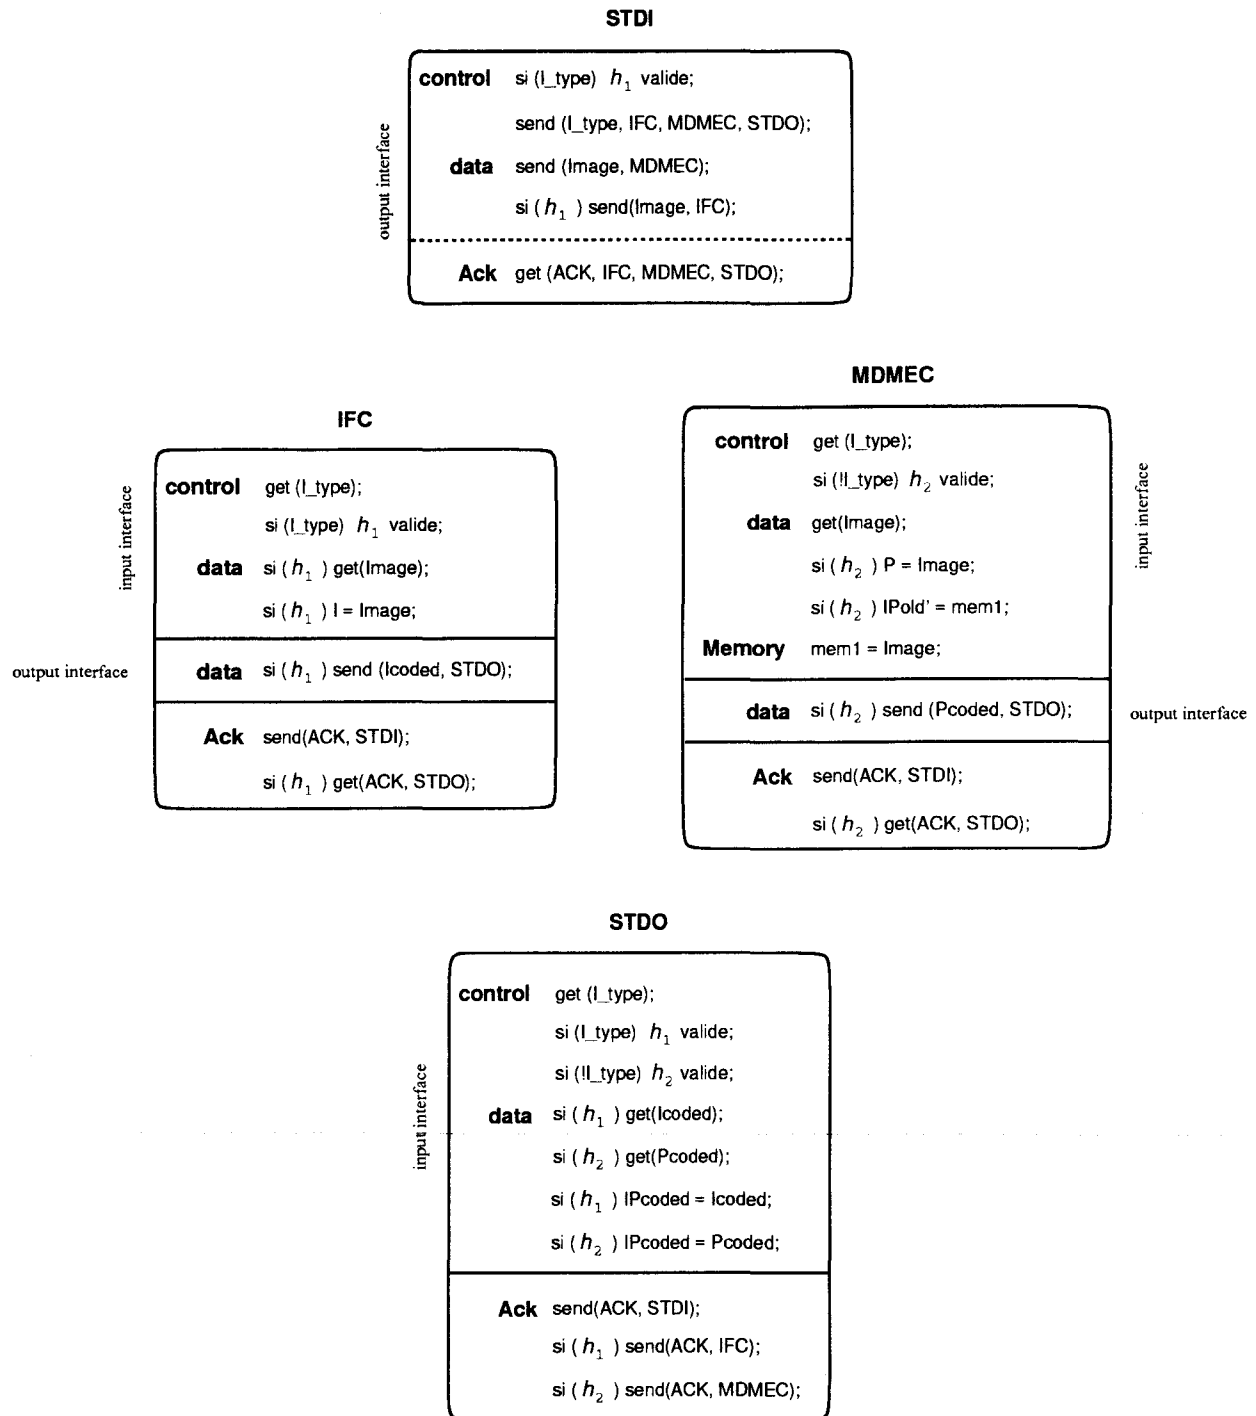 STDI
control si (I_type) h1 valide;
send (I_type, IFC, MDMEC, STDO);
data send (Image, MDMEC);
si ( h1 ) send(Image, IFC);
output interface
Ack get (ACK, IFC, MDMEC, STDO);
IFC
control get (I_type);
si (I_type) h1 valide;
data si ( h1 ) get(Image);
si ( h1 ) I = Image;
input interface
data si ( h1 ) send (Icoded, STDO);
output interface
Ack send(ACK, STDI);
si ( h1 ) get(ACK, STDO);
MDMEC
control get (I_type);
si (!I_type) h2 valide;
data get(Image);
si ( h2 ) P = Image;
si ( h2 ) IPold' = mem1;
Memory mem1 = Image;
input interface
data si ( h2 ) send (Pcoded, STDO);
output interface
Ack send(ACK, STDI);
si ( h2 ) get(ACK, STDO);
STDO
control get (I_type);
si (I_type) h1 valide;
si (!I_type) h2 valide;
data si ( h1 ) get(Icoded);
si ( h2 ) get(Pcoded);
si ( h1 ) IPcoded = Icoded;
si ( h2 ) IPcoded = Pcoded;
input interface
Ack send(ACK, STDI);
si ( h1 ) send(ACK, IFC);
si ( h2 ) send(ACK, MDMEC);